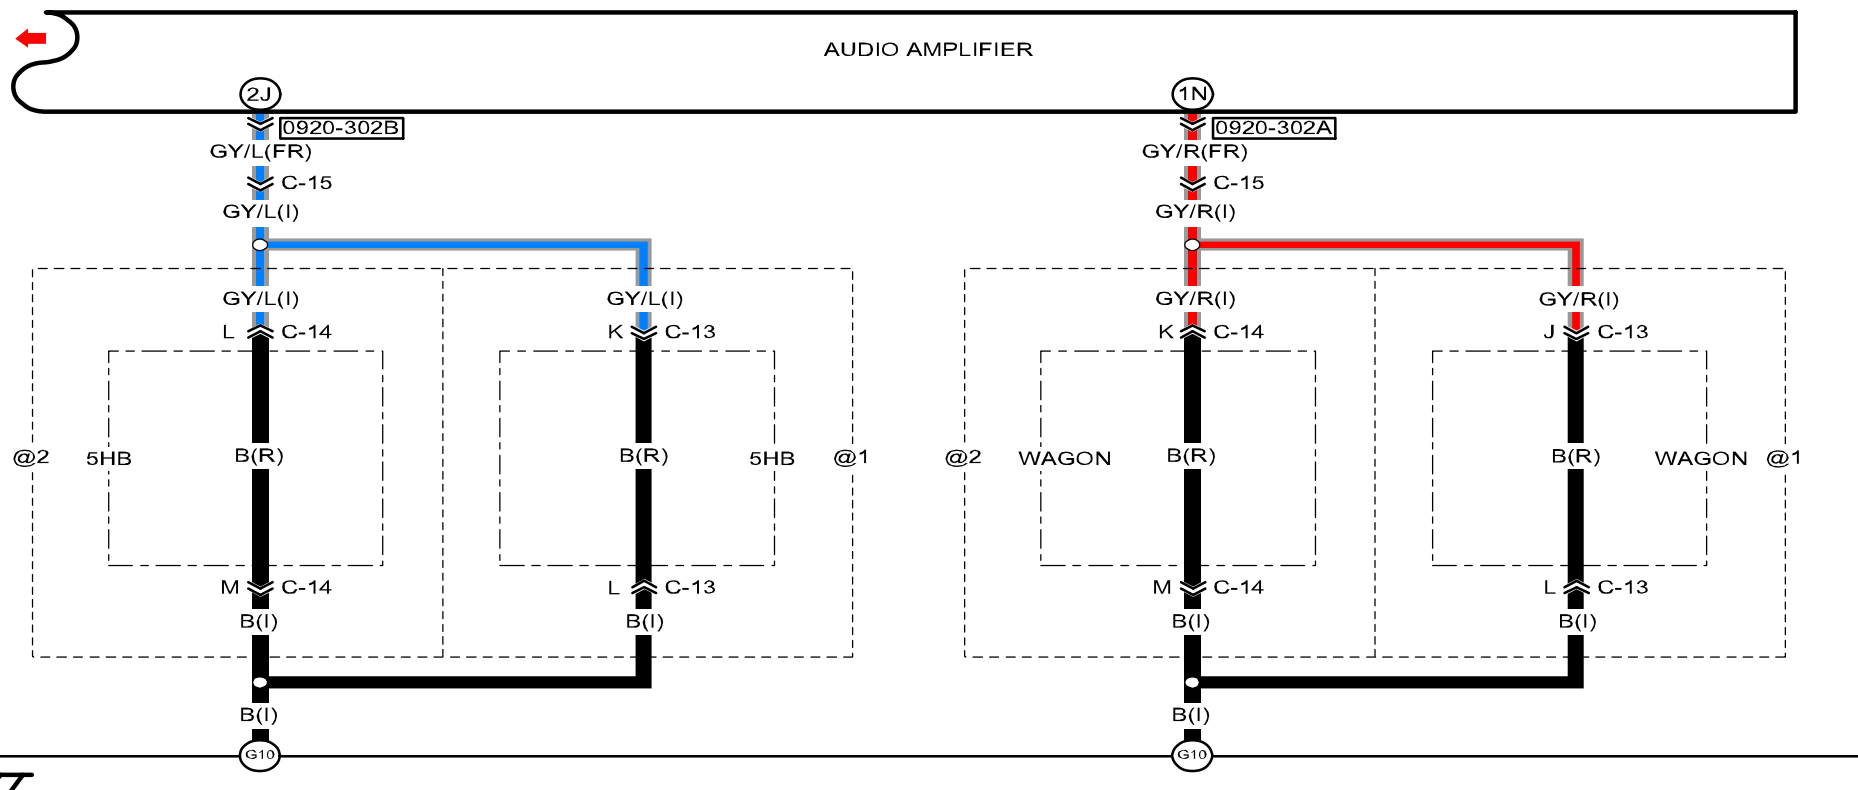 AUDIO AMPLIFIER
2J 1N
0920-302B 0920-302A
GY/L(FR) GY/R(FR)
C-15 C-15
GY/L(I) GY/R(I)
GY/L(I) GY/L(I) GY/R(I) GY/R(I)
L C-14 K C-13 K C-14 J C-13
@2 5HB B(R) B(R) 5HB @1 @2 WAGON B(R) B(R) WAGON @1
M C-14 L C-13 M C-14 L C-13
B(I) B(I) B(I) B(I)
B(I) B(I)
G10 G10